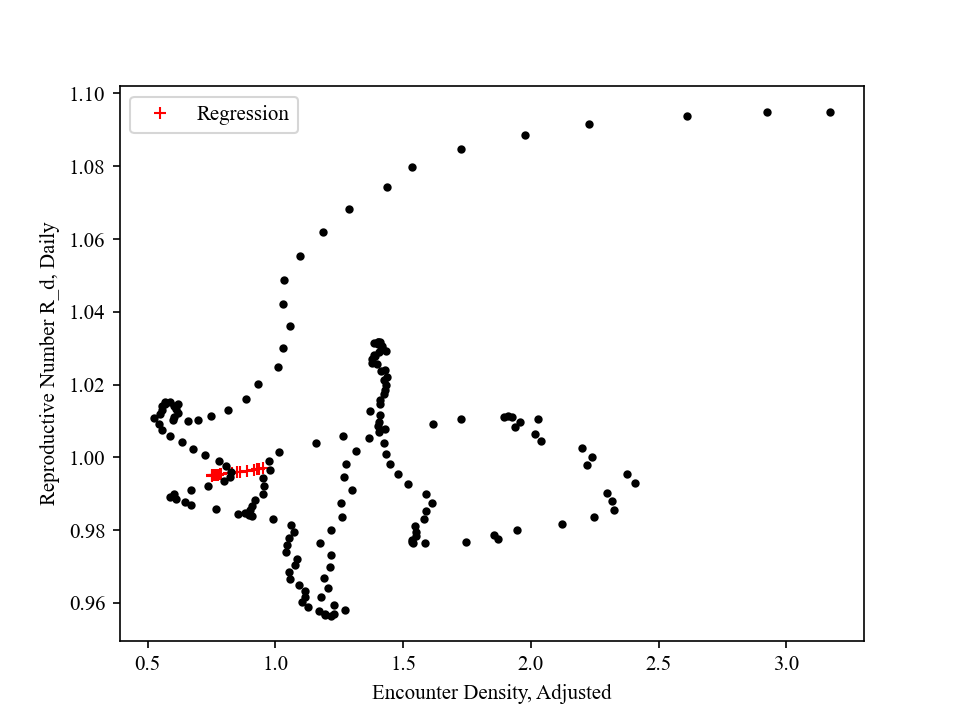 Regression
1.10
1.08
1.06
1.04
1.02
1.00
0.98
0.96
Reproductive Number R_d, Daily
0.5 1.0 1.5 2.0 2.5 3.0
Encounter Density, Adjusted